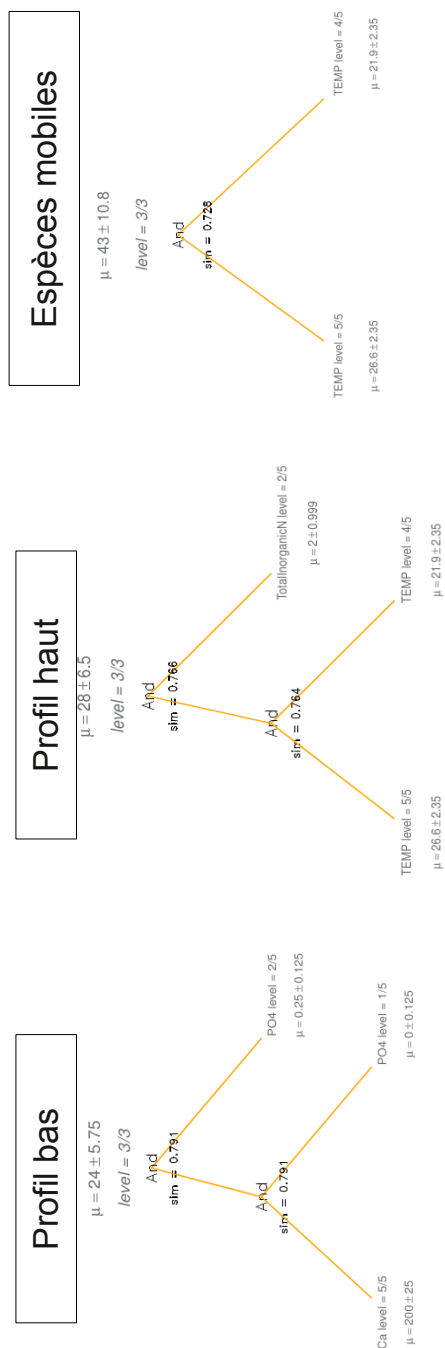 Profil bas
μ = 24 ± 5.75
level = 3/3
And
sim = 0.791
PO4 level = 2/5
μ = 0.25 ± 0.125
And
sim = 0.791
Ca level = 5/5
μ = 200 ± 25
PO4 level = 1/5
μ = 0 ± 0.125
Profil haut
μ = 28 ± 6.5
level = 3/3
And
sim = 0.766
TotalInorganicN level = 2/5
μ = 2 ± 0.999
And
sim = 0.764
TEMP level = 5/5
μ = 26.6 ± 2.35
TEMP level = 4/5
μ = 21.9 ± 2.35
Espèces mobiles
μ = 43 ± 10.8
level = 3/3
And
sim = 0.728
TEMP level = 5/5
μ = 26.6 ± 2.35
TEMP level = 4/5
μ = 21.9 ± 2.35